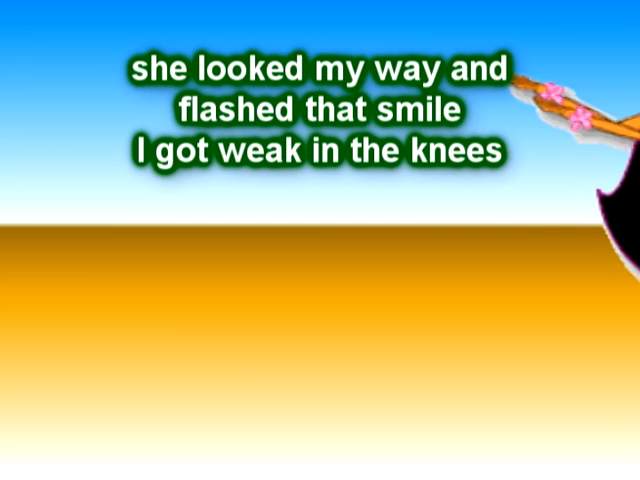 she looked my way and
flashed that smile
I got weak in the knees